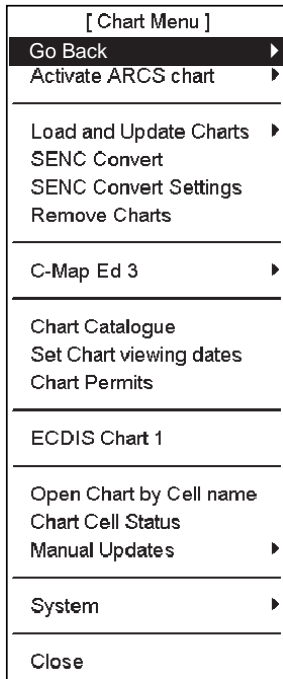 [ Chart Menu ]
Go Back
Activate ARCS chart
Load and Update Charts
SENC Convert
SENC Convert Settings
Remove Charts
C-Map Ed 3
Chart Catalogue
Set Chart viewing dates
Chart Permits
ECDIS Chart 1
Open Chart by Cell name
Chart Cell Status
Manual Updates
System
Close